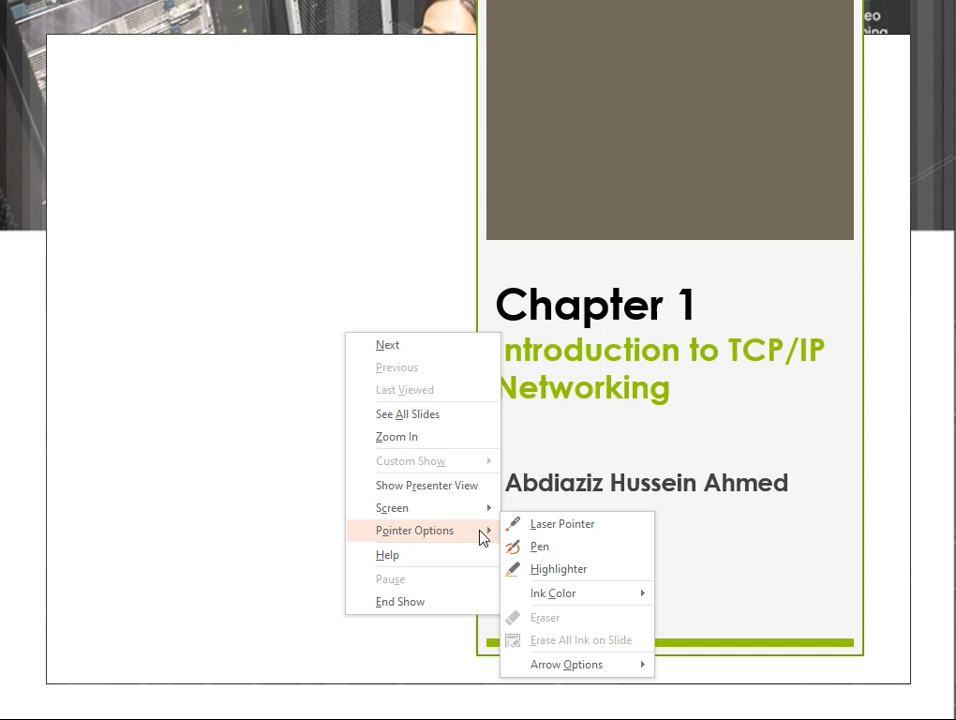 eo
Chapter 1
ntroduction to TCP/IP
Networking
Abdiaziz Hussein Ahmed
Next
Previous
Last Viewed
See All Slides
Zoom In
Custom Show
Show Presenter View
Screen
Pointer Options
Help
Pause
End Show
Laser Pointer
Pen
Highlighter
Ink Color
Eraser
Erase All Ink on Slide
Arrow Options